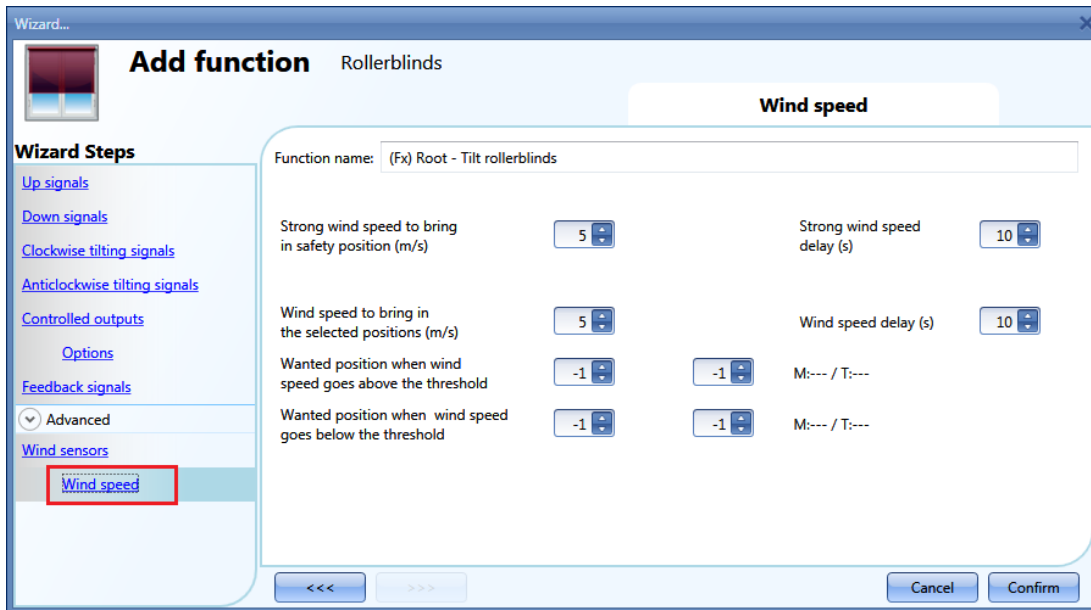 Wizard...
Add function Rollerblinds
Wind speed
Wizard Steps
Up signals
Down signals
Clockwise tilting signals
Anticlockwise tilting signals
Controlled outputs
Options
Feedback signals
Advanced
Wind sensors
Wind speed
Function name: (Fx) Root - Tilt rollerblinds
Strong wind speed to bring
in safety position (m/s)
5
Strong wind speed
delay (s)
10
Wind speed to bring in
the selected positions (m/s)
5
Wind speed delay (s)
10
Wanted position when wind
speed goes above the threshold
-1
-1
M:--- / T:---
Wanted position when  wind speed
goes below the threshold
-1
-1
M:--- / T:---
<<<
>>>
Cancel
Confirm